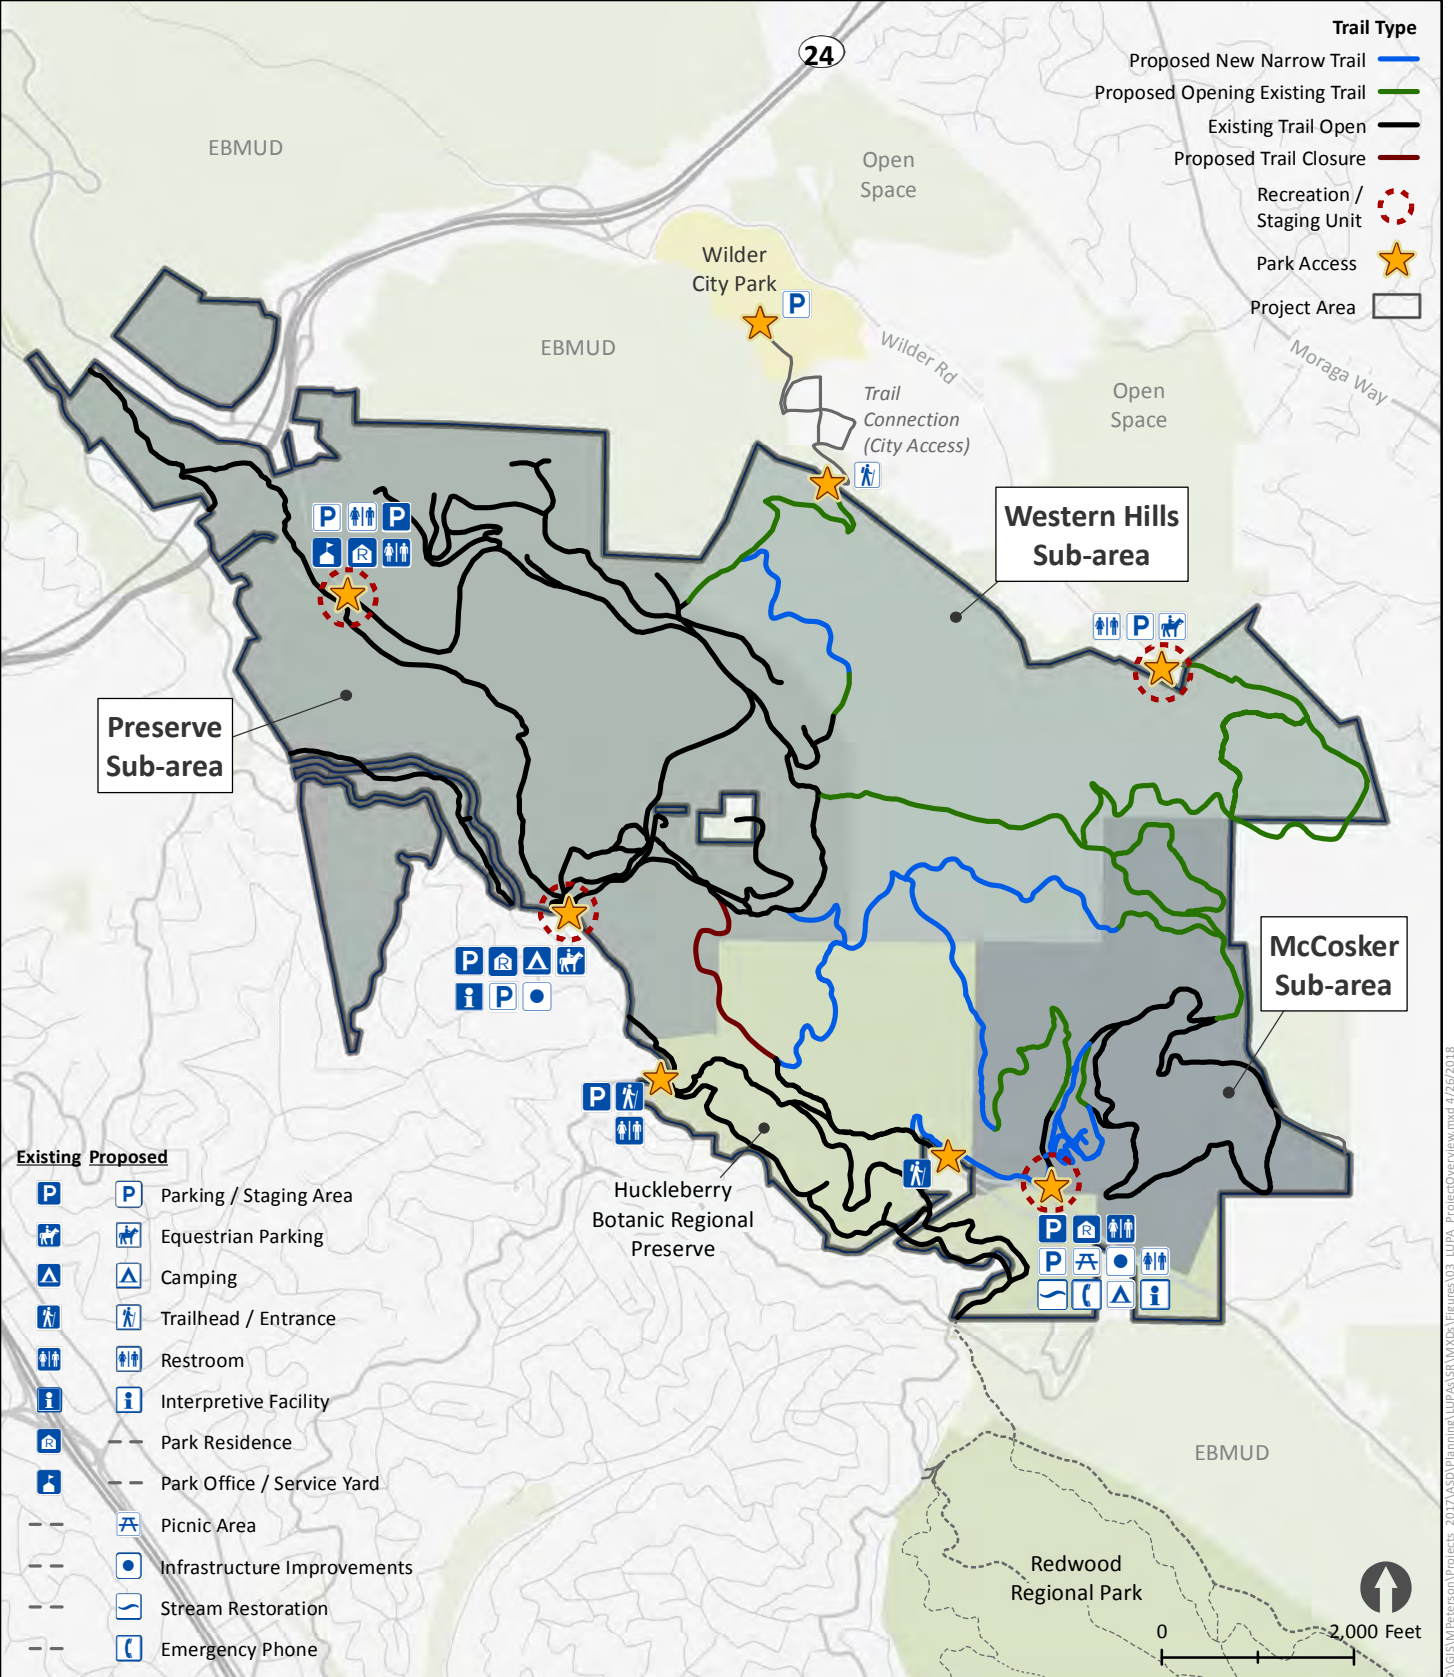 24
Trail Type
Proposed New Narrow Trail
Proposed Opening Existing Trail
Existing Trail Open
Proposed Trail Closure
Recreation /
Staging Unit
Park Access
Project Area
EBMUD
Open
Space
Wilder
City Park
P
EBMUD
Wilder Rd
Moraga Way
Open
Space
Trail
Connection
(City Access)
Western Hills
Sub-area
P P
R
P
Preserve
Sub-area
McCosker
Sub-area
P R
i P
P
Huckleberry
Botanic Regional
Preserve
P R
P
i
Existing Proposed
P P Parking / Staging Area
Equestrian Parking
Camping
Trailhead / Entrance
Restroom
i i Interpretive Facility
R Park Residence
Park Office / Service Yard
Picnic Area
Infrastructure Improvements
Stream Restoration
Emergency Phone
EBMUD
Redwood
Regional Park
0 2,000 Feet